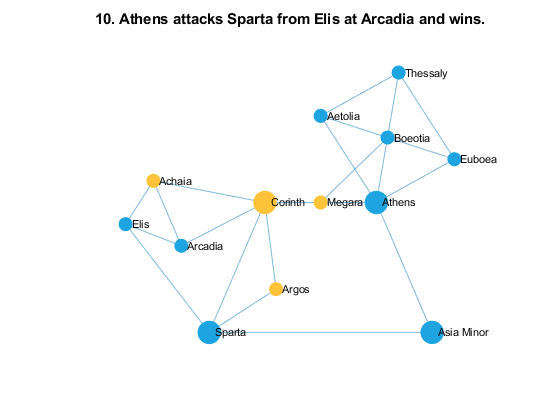 10. Athens attacks Sparta from Elis at Arcadia and wins.
Thessaly
Aetolia
Boeotia
Euboea
Achaia
Corinth
Megara
Athens
Elis
Arcadia
Argos
Sparta
Asia Minor